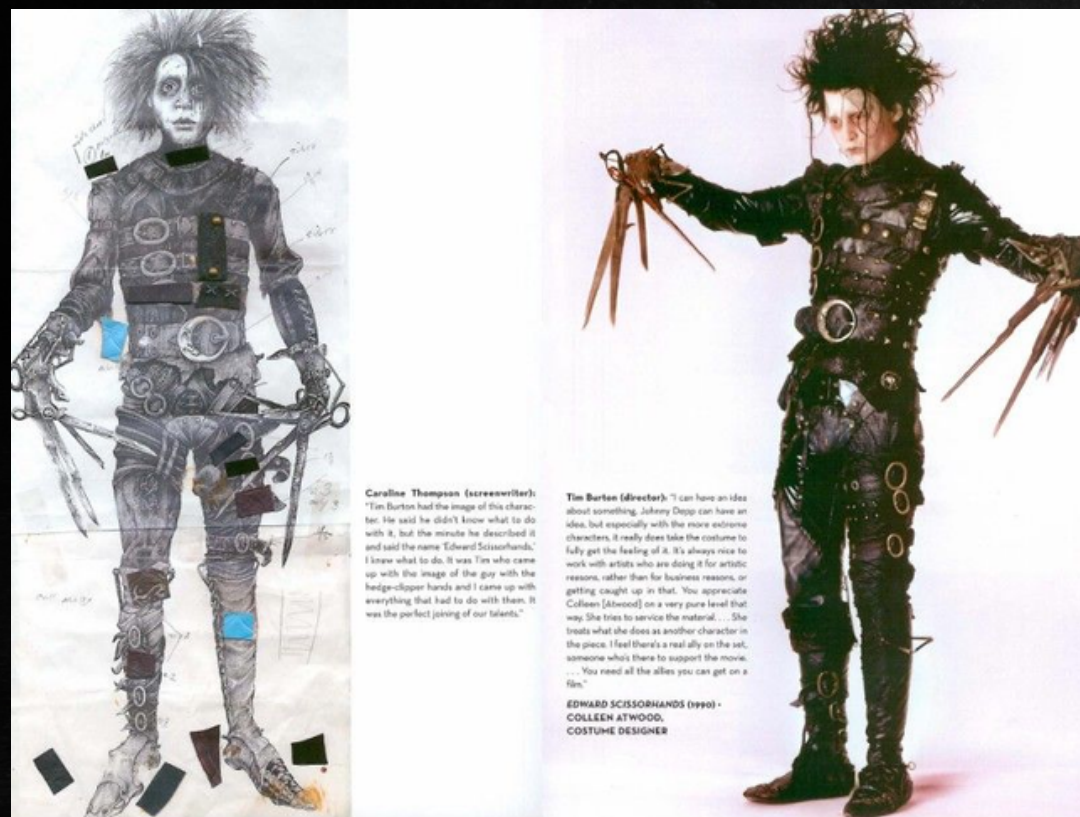 Caroline Thompson (screenwriter):
"Tim Burton had the image of this charac-
ter. He said he didn't know what to do
with it, but the minute he described it
and said the name 'Edward Scissorhands,'
I knew what to do. It was Tim who came
up with the image of the guy with the
hedge-clipper hands and I came up with
everything that had to do with them. It
was the perfect joining of our talents."
Tim Burton (director): "I can have an idea
about something, Johnny Depp can have an
idea, but especially with the more extreme
characters, it really does take the costume to
fully get the feeling of it. It's always nice to
work with artists who are doing it for artistic
reasons, rather than for business reasons, or
getting caught up in that. You appreciate
Colleen [Atwood] on a very pure level that
way. She tries to service the material. . . . She
treats what she does as another character in
the piece. I feel there's a real ally on the set,
someone who's there to support the movie.
. . . You need all the allies you can get on a
film."
EDWARD SCISSORHANDS (1990) -
COLLEEN ATWOOD,
COSTUME DESIGNER